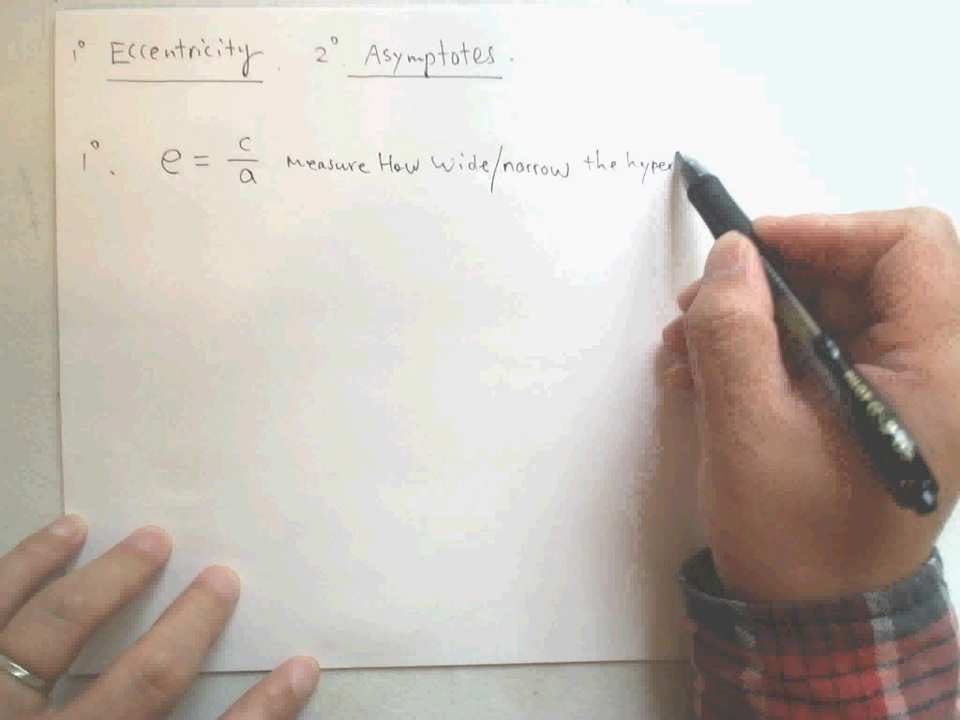 1° Eccentricity. 2° Asymptotes.
1°. e = c/a Measure How wide/narrow the hyper